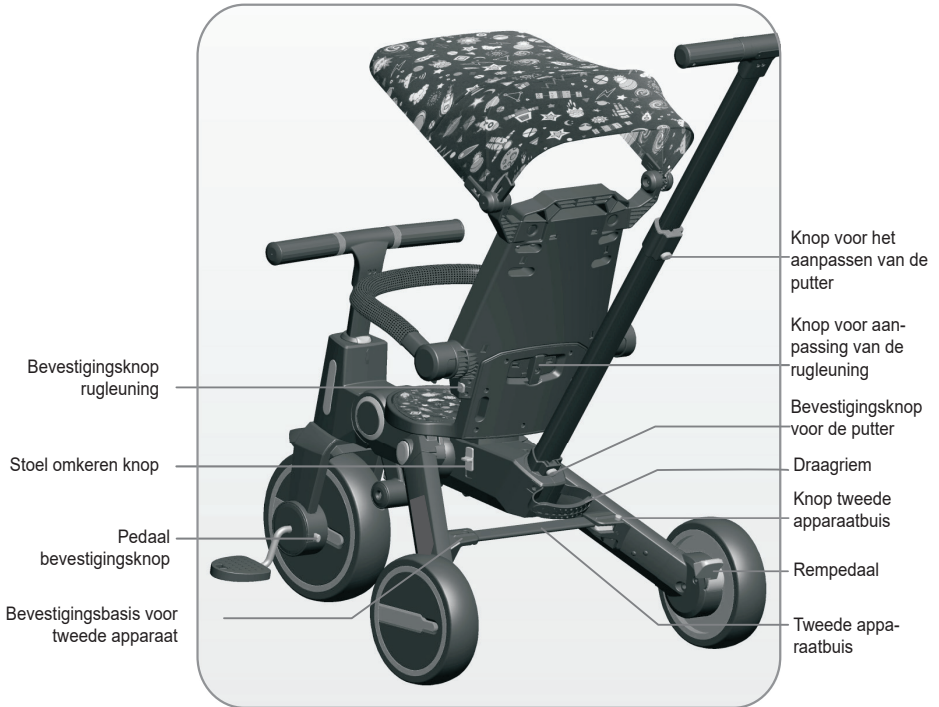 Knop voor het
aanpassen van de
putter
Knop voor aan-
passing van de
rugleuning
Bevestigingsknop
voor de putter
Draagriem
Knop tweede
apparaatbuis
Rempedaal
Tweede appa-
raatbuis
Bevestigingsknop
rugleuning
Stoel omkeren knop
Pedaal
bevestigingsknop
Bevestigingsbasis voor
tweede apparaat